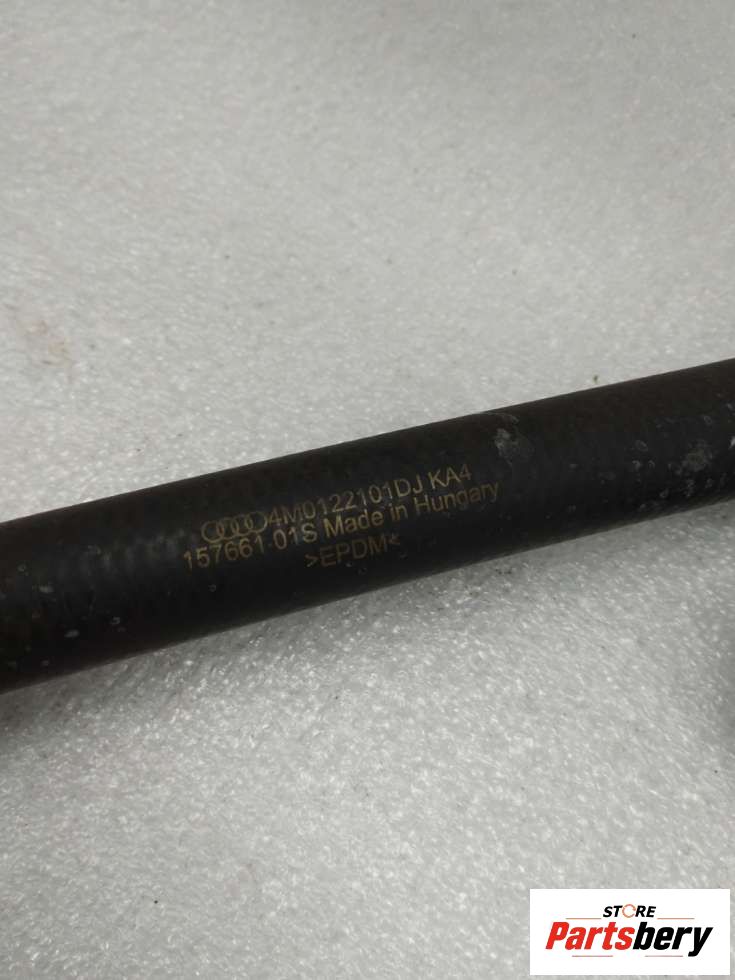 4M0122101DJ KA4
157661 01S Made in Hungary
>EPDM<
STORE
Partsbery